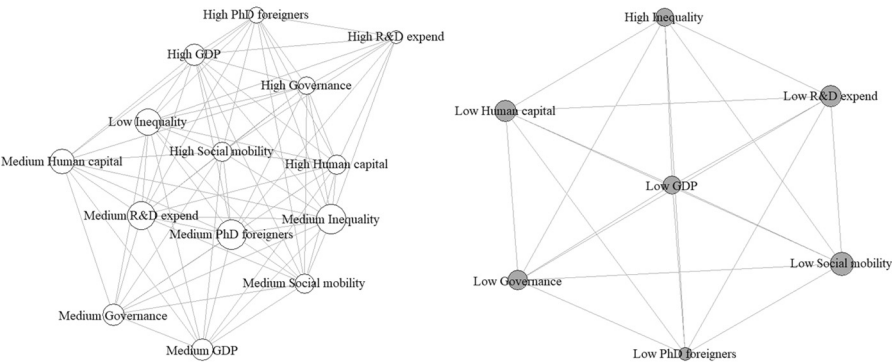 High PhD foreigners
High R&D expend
High GDP
High Governance
Low Inequality
High Social mobility
Medium Human capital
High Human capital
Medium R&D expend
Medium Inequality
Medium PhD foreigners
Medium Social mobility
Medium Governance
Medium GDP
High Inequality
Low R&D expend
Low Human capital
Low GDP
Low Social mobility
Low Governance
Low PhD foreigners